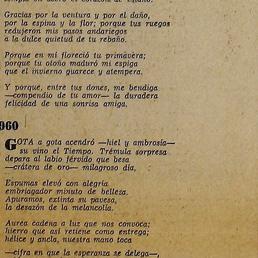 Gracias por la ventura y por el daño,
por la espina y la flor; porque tus ruegos
redujeron mis pasos andariegos
a la dulce quietud de tu rebaño.
Porque en mí floreció tu primavera;
porque tu otoño maduró mi espiga
que el invierno guarece y atempera.
Y porque, entre tus dones, me bendiga
—compendio de tu amor— la duradera
felicidad de una sonrisa amiga.
960
GOTA a gota acendró —hiel y ambrosía—
su vino el Tiempo. Trémula sorpresa
depara al labio férvido que besa
—crátera de oro— milagroso día,
Espumas elevó con alegría
embriagador mixturo de belleza.
Apuramos, extinta su pavesa,
la desazón de la melancolía.
Aurea cadena a luz que nos convoca;
hierro que así retiene como entrega;
hélice y ancla, nuestra mano toca
—cifra en que la esperanza se delega—,